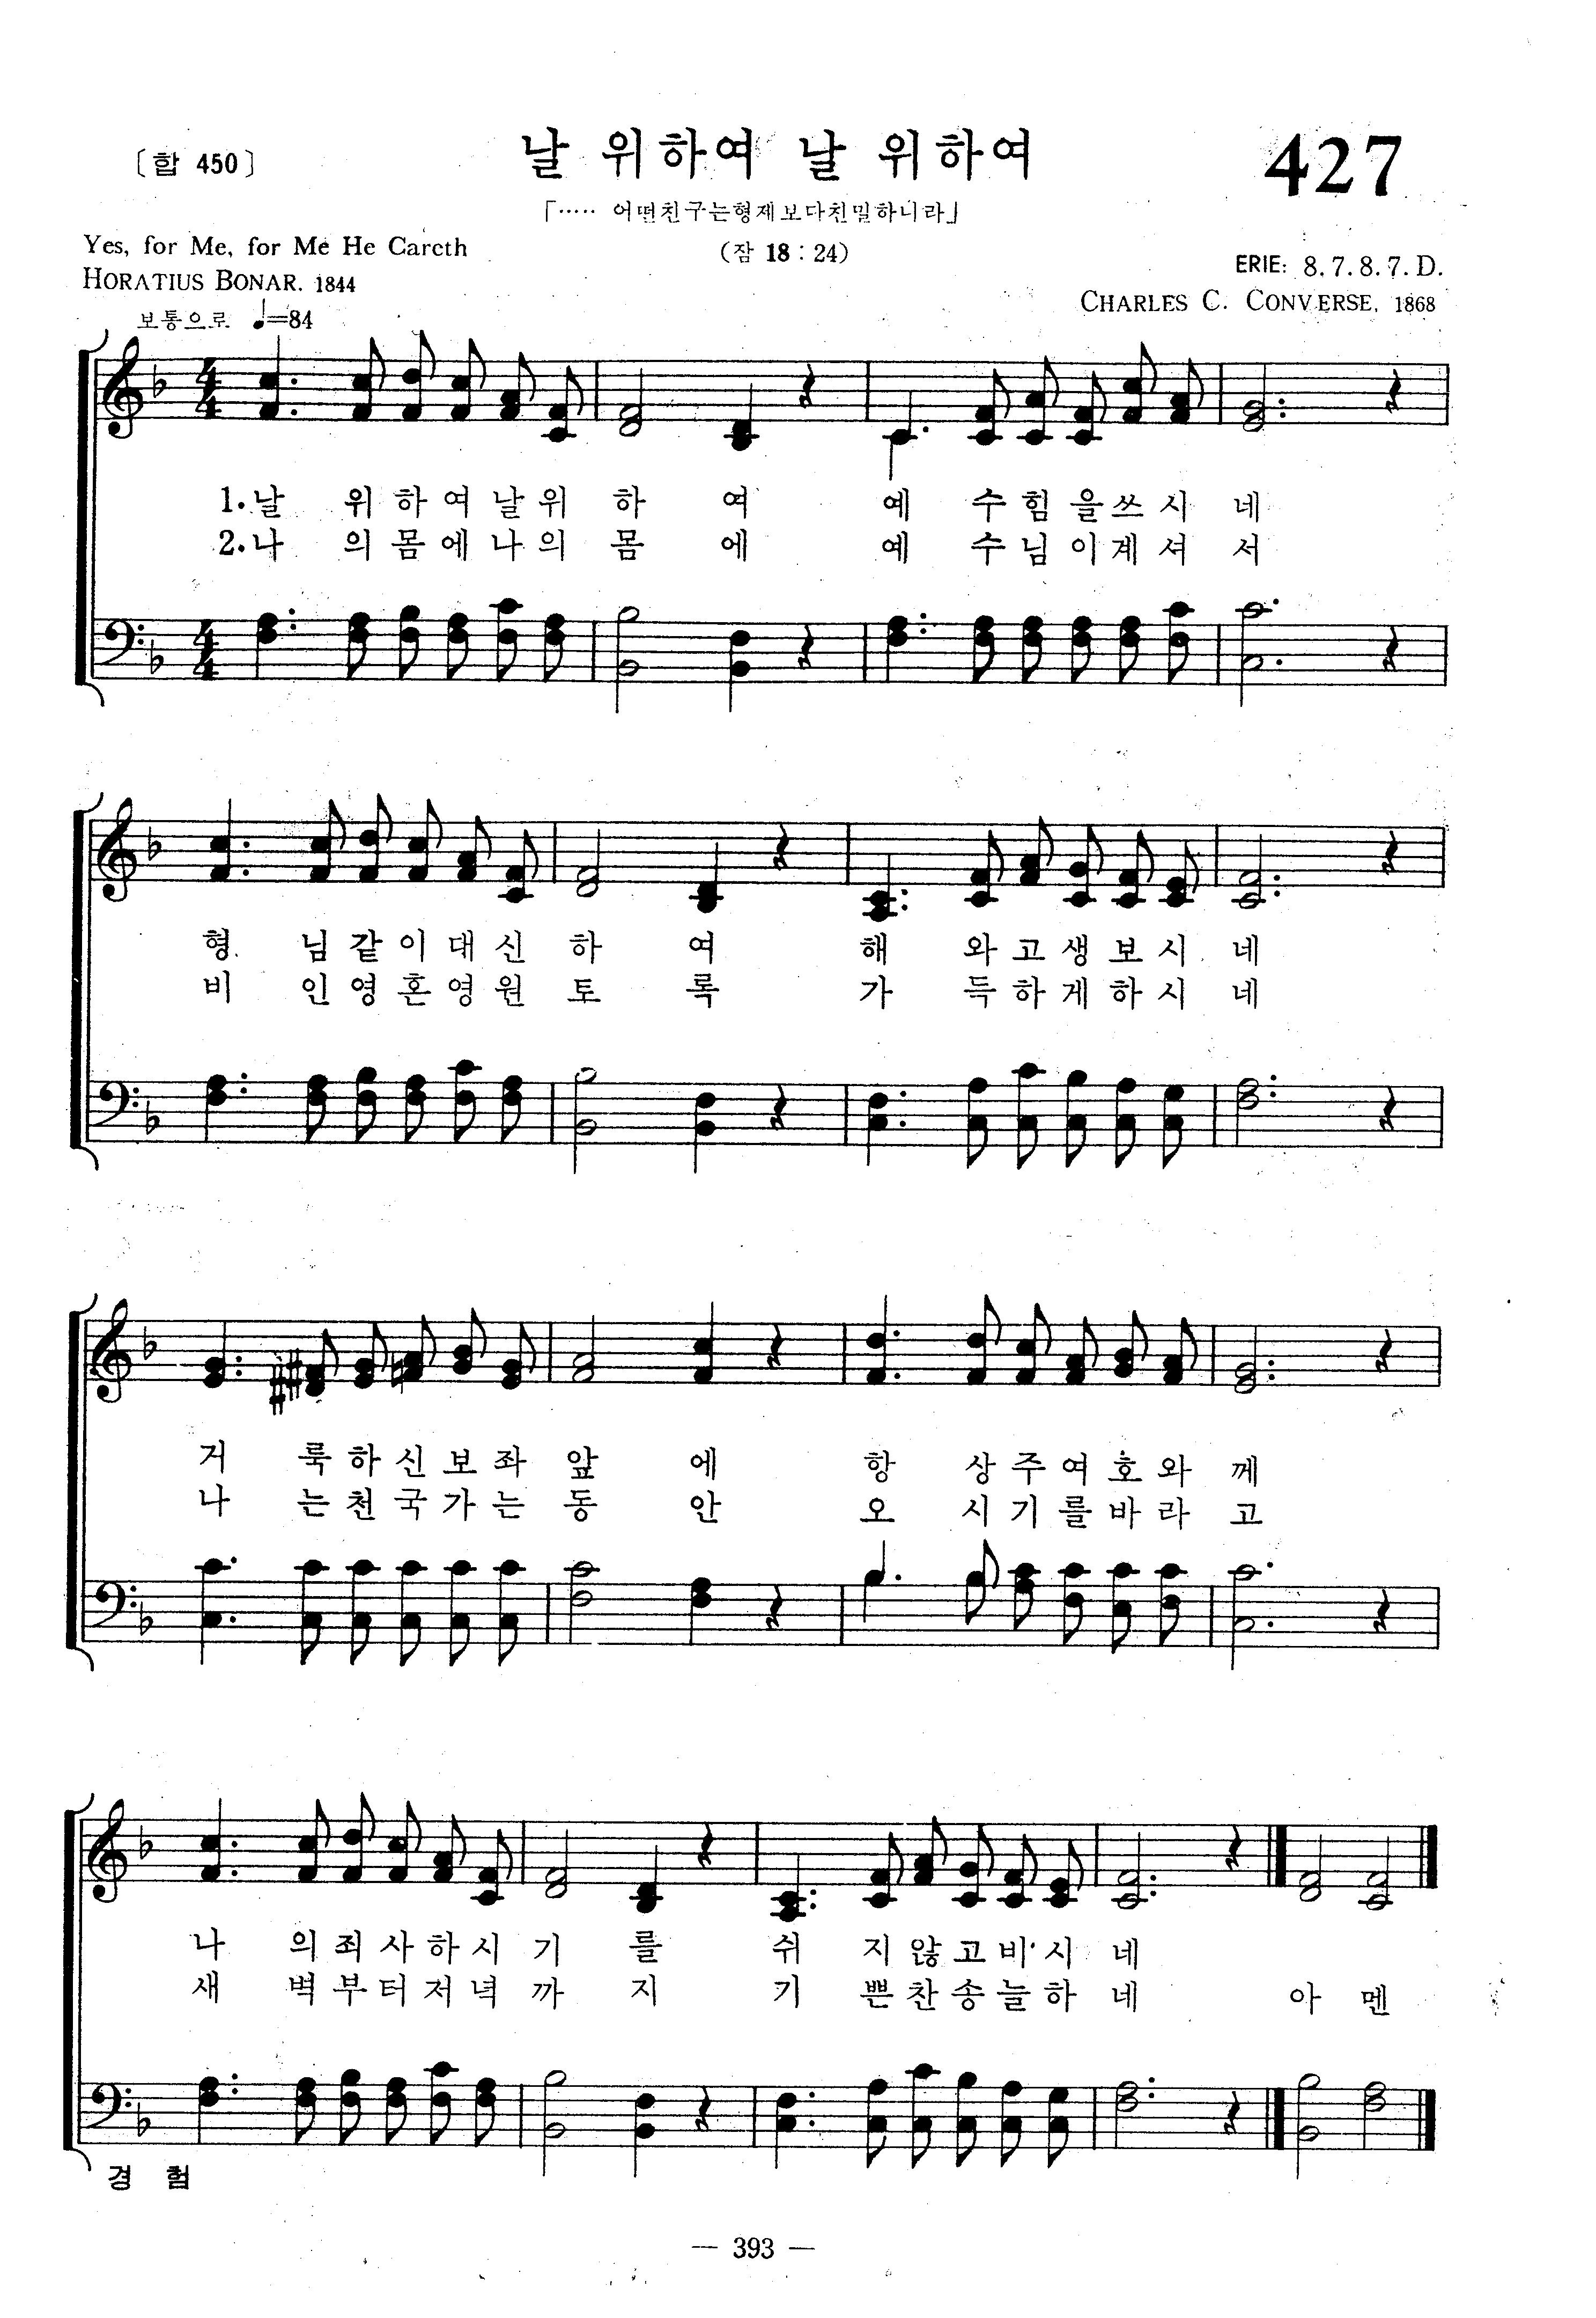 〔합 450〕
날 위하여 날 위하여
427
「····· 어떤친구는형제보다친밀하니라」
Yes, for Me, for Me He Careth
(잠 18 : 24)
HORATIUS BONAR. 1844
ERIE: 8.7.8.7.D.
CHARLES C. CONVERSE, 1868
보통으로 ♩=84
1.날 위하여날위 하 여 예 수힘을쓰시 네
2.나 의몸에나의 몸 에 예 수님이계셔 서
형 님같이대신 하 여 해 와고생보시 네
비 인영혼영원 토 록 가 득하게하시 네
거 룩하신보좌 앞 에 항 상주여호와 께
나 는천국가는 동 안 오 시기를바라 고
나 의죄사하시 기 를 쉬 지않고비시 네
새 벽부터저녁 까 지 기 쁜찬송늘하 네 아 멘
경 험
— 393 —